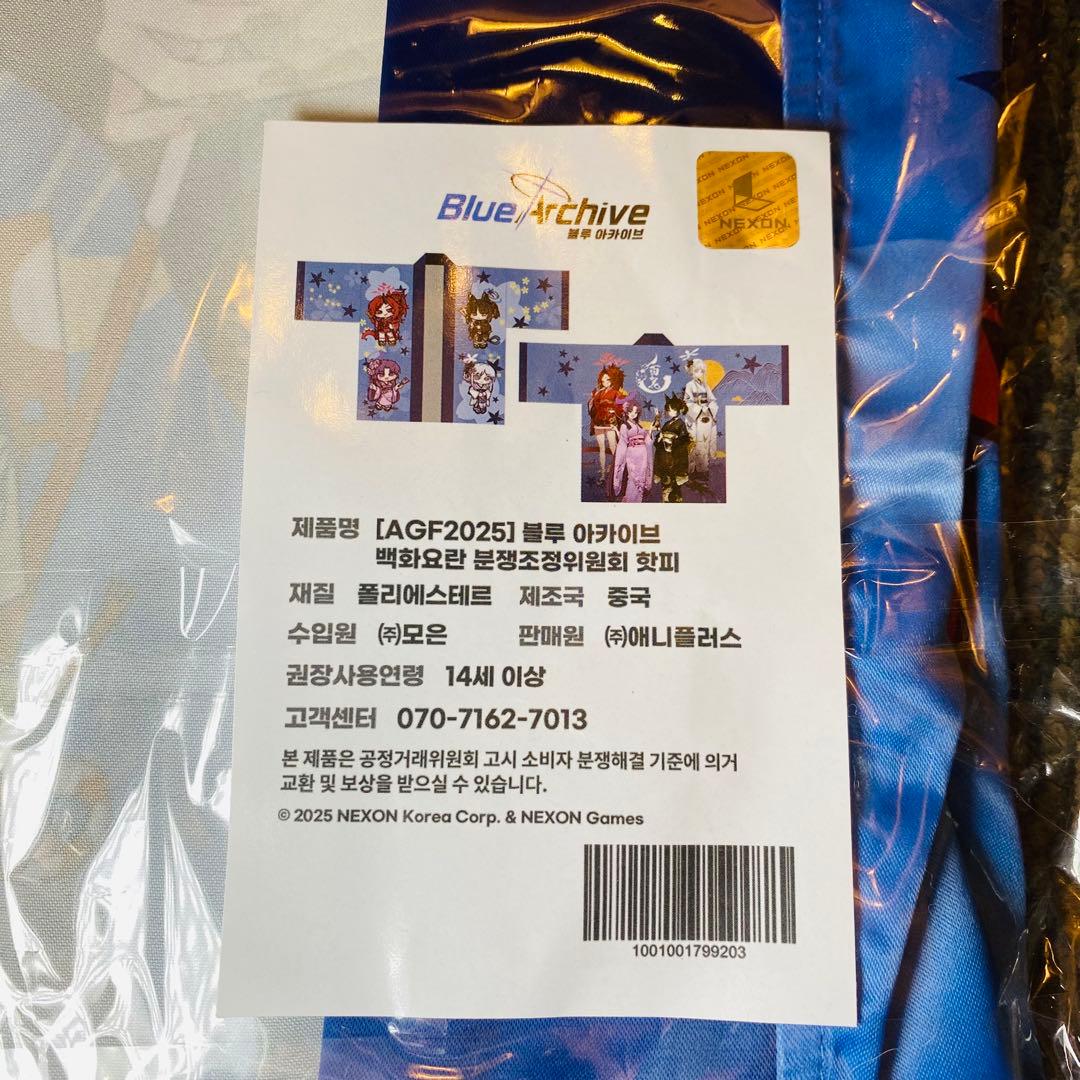 Blue Archive
블루 아카이브
NEXON
제품명 [AGF2025] 블루 아카이브
백화요란 분쟁조정위원회 핫피
재질 폴리에스테르 제조국 중국
수입원 ㈜모은 판매원 ㈜애니플러스
권장사용연령 14세 이상
고객센터 070-7162-7013
본 제품은 공정거래위원회 고시 소비자 분쟁해결 기준에 의거
교환 및 보상을 받으실 수 있습니다.
© 2025 NEXON Korea Corp. & NEXON Games
1001001799203